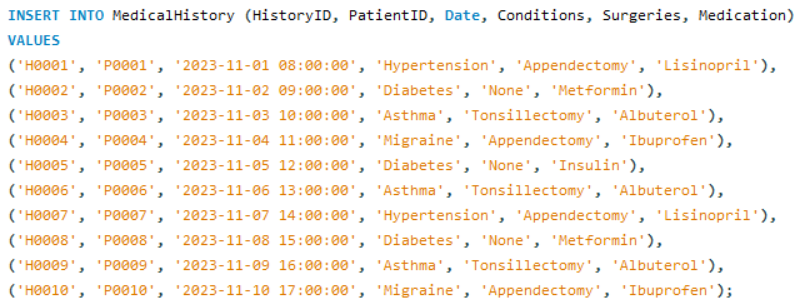 INSERT INTO MedicalHistory (HistoryID, PatientID, Date, Conditions, Surgeries, Medication)
VALUES
('H0001', 'P0001', '2023-11-01 08:00:00', 'Hypertension', 'Appendectomy', 'Lisinopril'),
('H0002', 'P0002', '2023-11-02 09:00:00', 'Diabetes', 'None', 'Metformin'),
('H0003', 'P0003', '2023-11-03 10:00:00', 'Asthma', 'Tonsillectomy', 'Albuterol'),
('H0004', 'P0004', '2023-11-04 11:00:00', 'Migraine', 'Appendectomy', 'Ibuprofen'),
('H0005', 'P0005', '2023-11-05 12:00:00', 'Diabetes', 'None', 'Insulin'),
('H0006', 'P0006', '2023-11-06 13:00:00', 'Asthma', 'Tonsillectomy', 'Albuterol'),
('H0007', 'P0007', '2023-11-07 14:00:00', 'Hypertension', 'Appendectomy', 'Lisinopril'),
('H0008', 'P0008', '2023-11-08 15:00:00', 'Diabetes', 'None', 'Metformin'),
('H0009', 'P0009', '2023-11-09 16:00:00', 'Asthma', 'Tonsillectomy', 'Albuterol'),
('H0010', 'P0010', '2023-11-10 17:00:00', 'Migraine', 'Appendectomy', 'Ibuprofen');